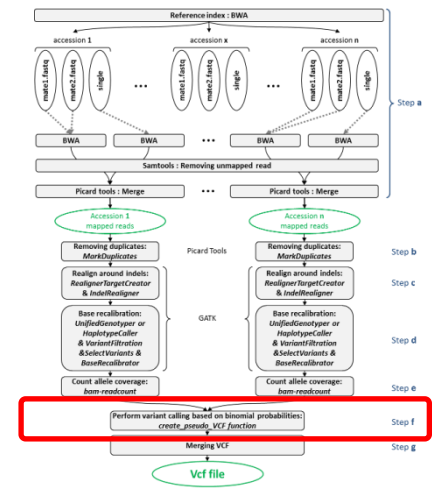 Reference index : BWA
accession 1
accession x
accession n
mate1.fastq
mate2.fastq
single
...
mate1.fastq
mate2.fastq
single
...
mate1.fastq
mate2.fastq
single
Step a
BWA
BWA
...
BWA
BWA
Samtools : Removing unmapped read
Picard tools : Merge
...
Picard tools : Merge
Accession 1
mapped reads
Accession n
mapped reads
Removing duplicates:
MarkDuplicates
Picard Tools
Removing duplicates:
MarkDuplicates
Step b
Realign around indels:
RealignerTargetCreator
& IndelRealigner
Realign around indels:
RealignerTargetCreator
& IndelRealigner
Step c
GATK
Base recalibration:
UnifiedGenotyper or
HaplotypeCaller
& VariantFiltration
&SelectVariants &
BaseRecalibrator
Base recalibration:
UnifiedGenotyper or
HaplotypeCaller
& VariantFiltration
&SelectVariants &
BaseRecalibrator
Step d
Count allele coverage:
bam-readcount
Count allele coverage:
bam-readcount
Step e
Perform variant calling based on binomial probabilities:
create_pseudo_VCF function
Step f
Merging VCF
Step g
Vcf file